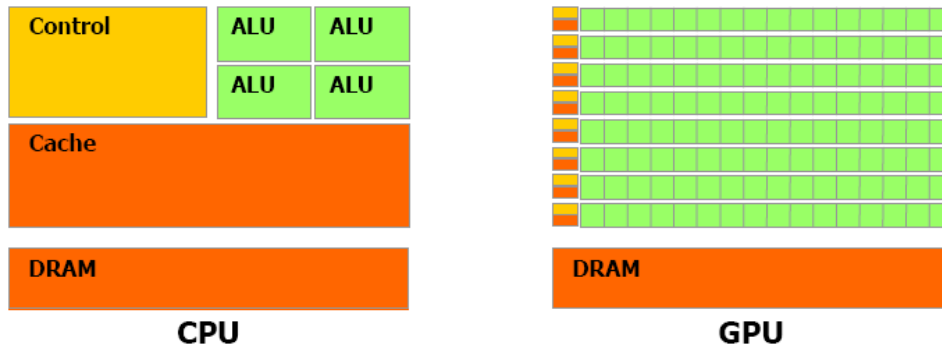 Control
ALU ALU
ALU ALU
Cache
DRAM
CPU
DRAM
GPU